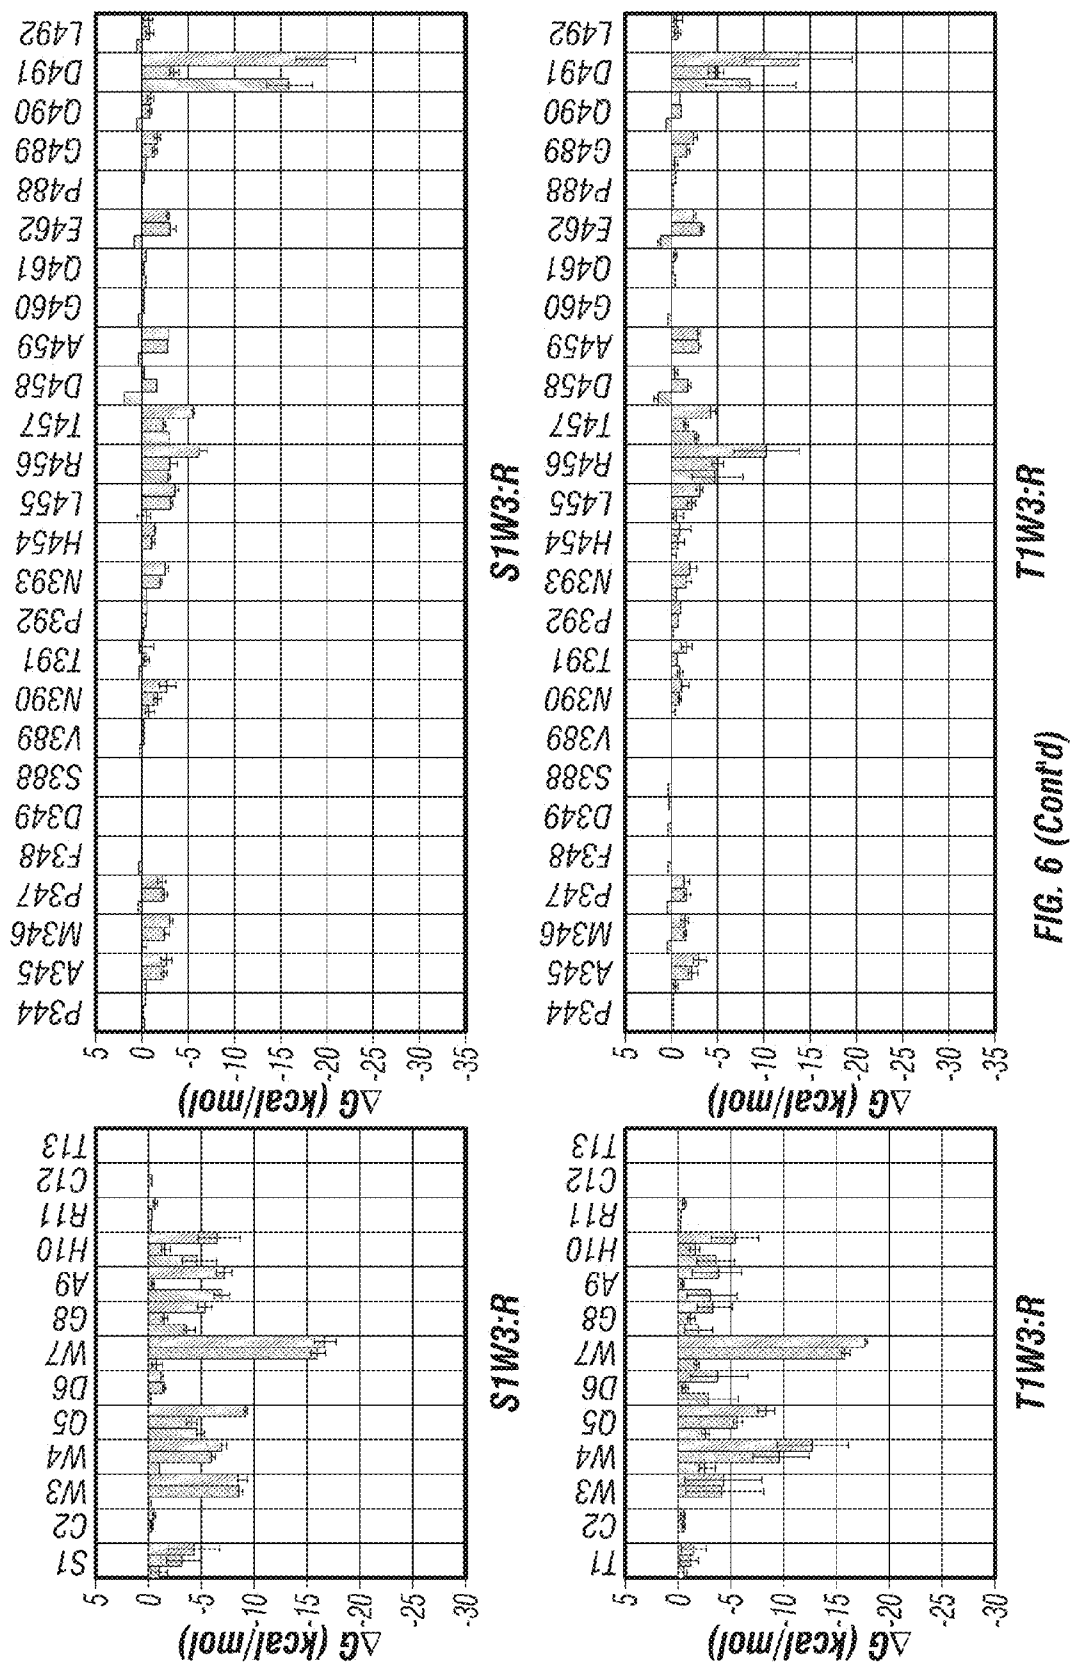 S1 C2 W3 W4 Q5 D6 W7 G8 A9 H10 R11 C12 T13
5
0
-5
-10
-15
-20
-25
-30
ΔG (kcal/mol)
S1W3:R
P344 A345 M346 P347 F348 D349 S388 V389 N390 T391 P392 N393 H454 L455 R456 T457 D458 A459 G460 Q461 E462 P488 G489 Q490 D491 L492
5
0
-5
-10
-15
-20
-25
-30
-35
ΔG (kcal/mol)
S1W3:R
T1 C2 W3 W4 Q5 D6 W7 G8 A9 H10 R11 C12 T13
5
0
-5
-10
-15
-20
-25
-30
ΔG (kcal/mol)
T1W3:R
P344 A345 M346 P347 F348 D349 S388 V389 N390 T391 P392 N393 H454 L455 R456 T457 D458 A459 G460 Q461 E462 P488 G489 Q490 D491 L492
5
0
-5
-10
-15
-20
-25
-30
-35
ΔG (kcal/mol)
T1W3:R
FIG. 6 (Cont'd)